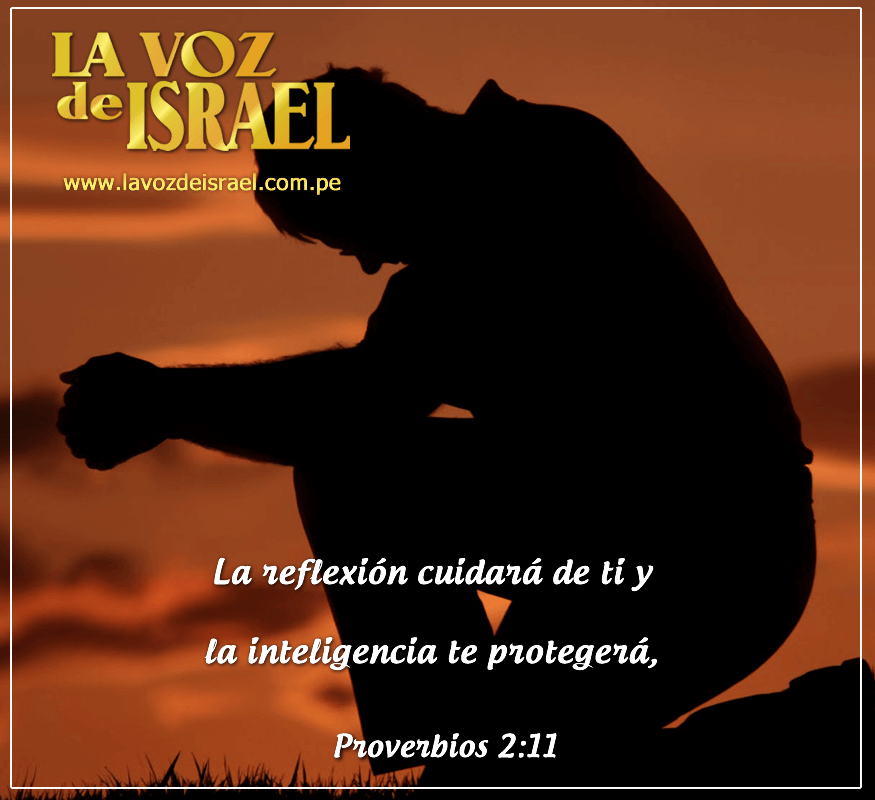 LA VOZ
de ISRAEL
www.lavozdeisrael.com.pe
La reflexión cuidará de ti y
la inteligencia te protegerá,
Proverbios 2:11